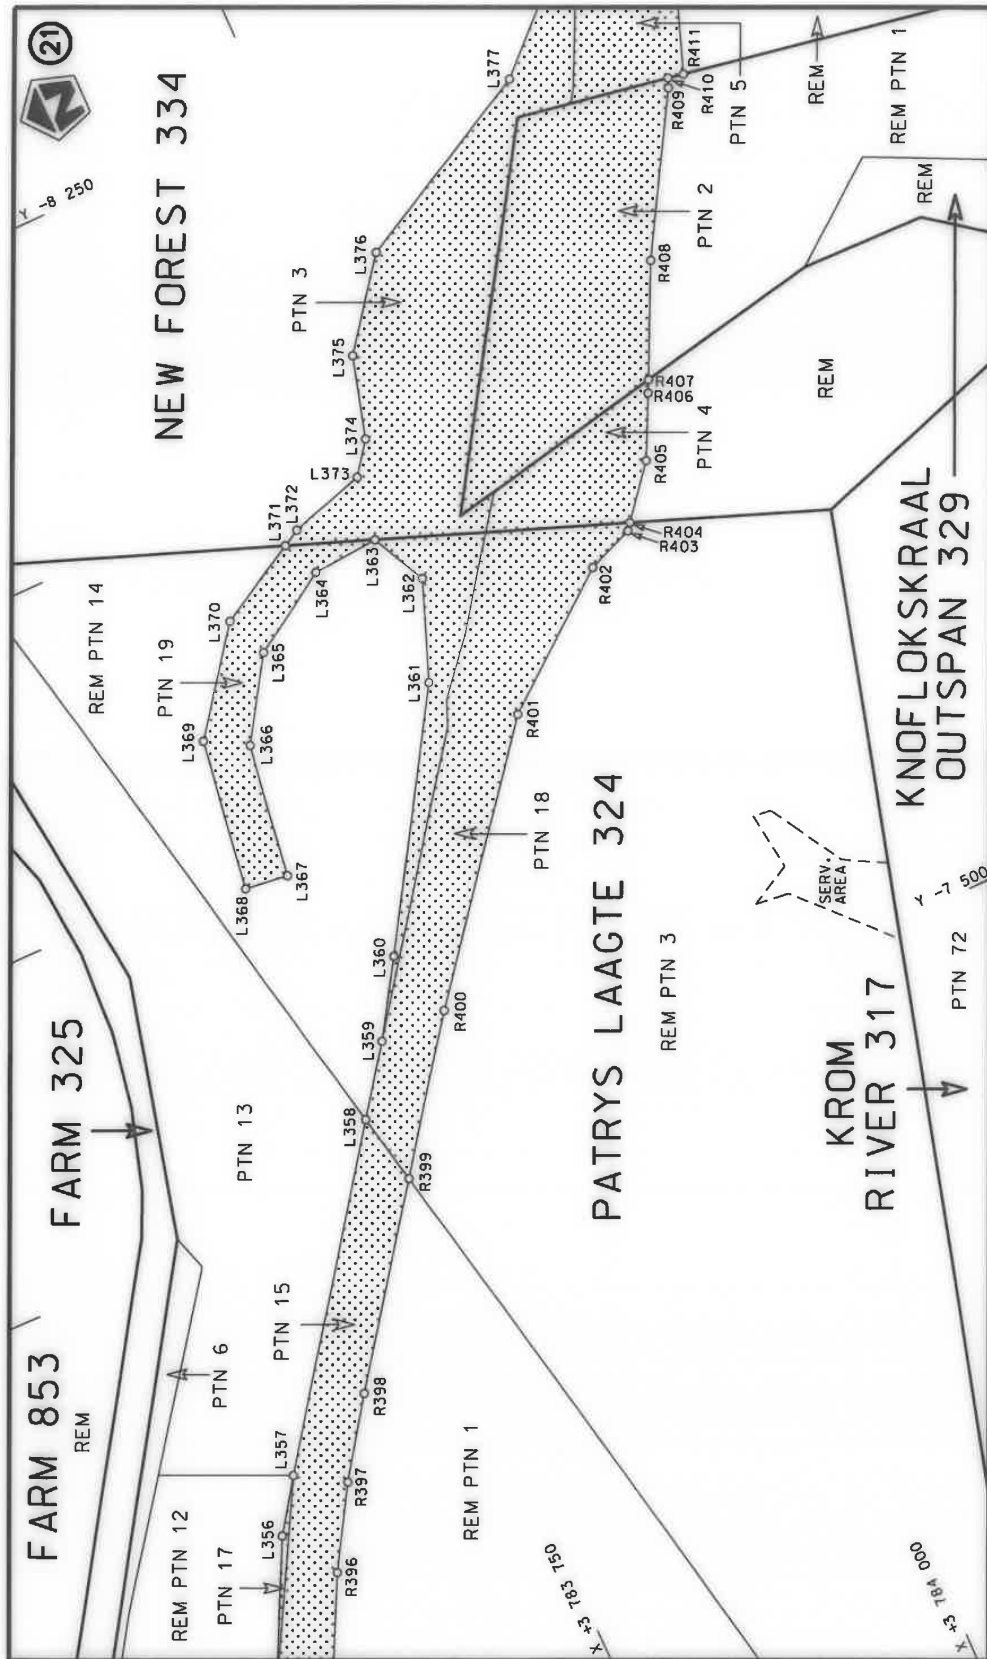 FARM 853
REM
FARM 325
REM PTN 14
NEW FOREST 334
Y -8 250
21
N
PTN 6
PTN 13
PTN 19
PTN 3
REM PTN 12
PTN 17
PTN 15
L356
L357
L358
L359
L360
L361
L362
L363
L364
L365
L366
L367
L368
L369
L370
L371
L372
L373
L374
L375
L376
L377
R396
R397
R398
R399
R400
R401
R402
R403
R404
R405
R406
R407
R408
R409
R410
R411
REM PTN 1
PTN 18
PATRYS LAAGTE 324
REM PTN 3
PTN 4
PTN 2
PTN 5
REM
REM
REM PTN 1
REM
SERV.
AREA
KROM
RIVER 317
KNOFLOKSKRAAL
OUTSPAN 329
PTN 72
X +3 783 750
X +3 784 000
Y -7 500